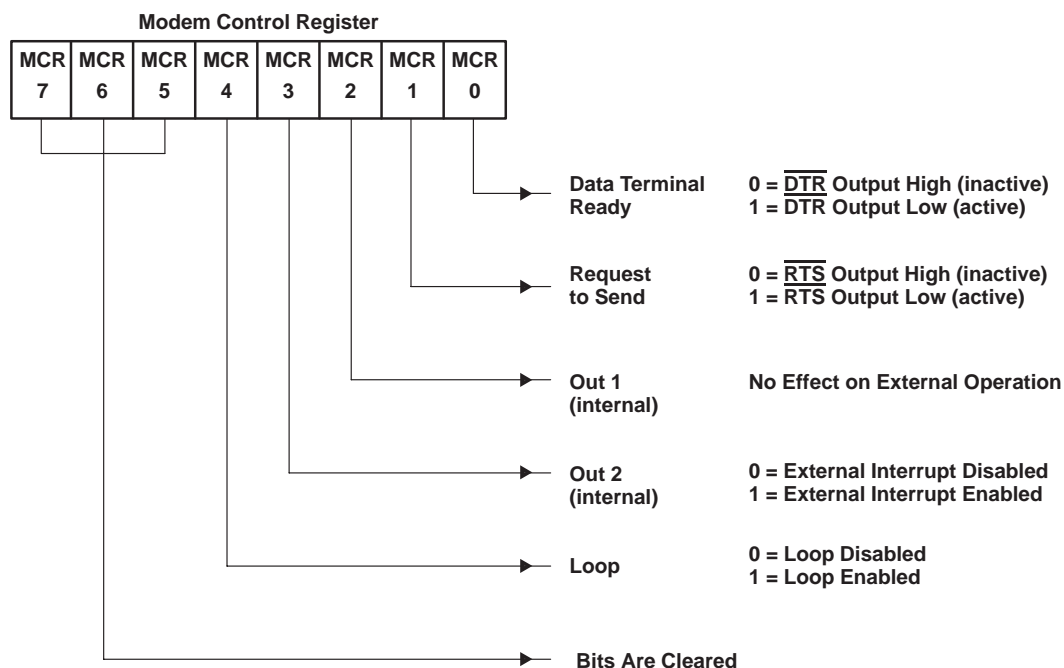 Modem Control Register
MCR MCR MCR MCR MCR MCR MCR MCR
7 6 5 4 3 2 1 0
Data Terminal 0 = DTR Output High (inactive)
Ready 1 = DTR Output Low (active)
Request 0 = RTS Output High (inactive)
to Send 1 = RTS Output Low (active)
Out 1 No Effect on External Operation
(internal)
Out 2 0 = External Interrupt Disabled
(internal) 1 = External Interrupt Enabled
Loop 0 = Loop Disabled
1 = Loop Enabled
Bits Are Cleared